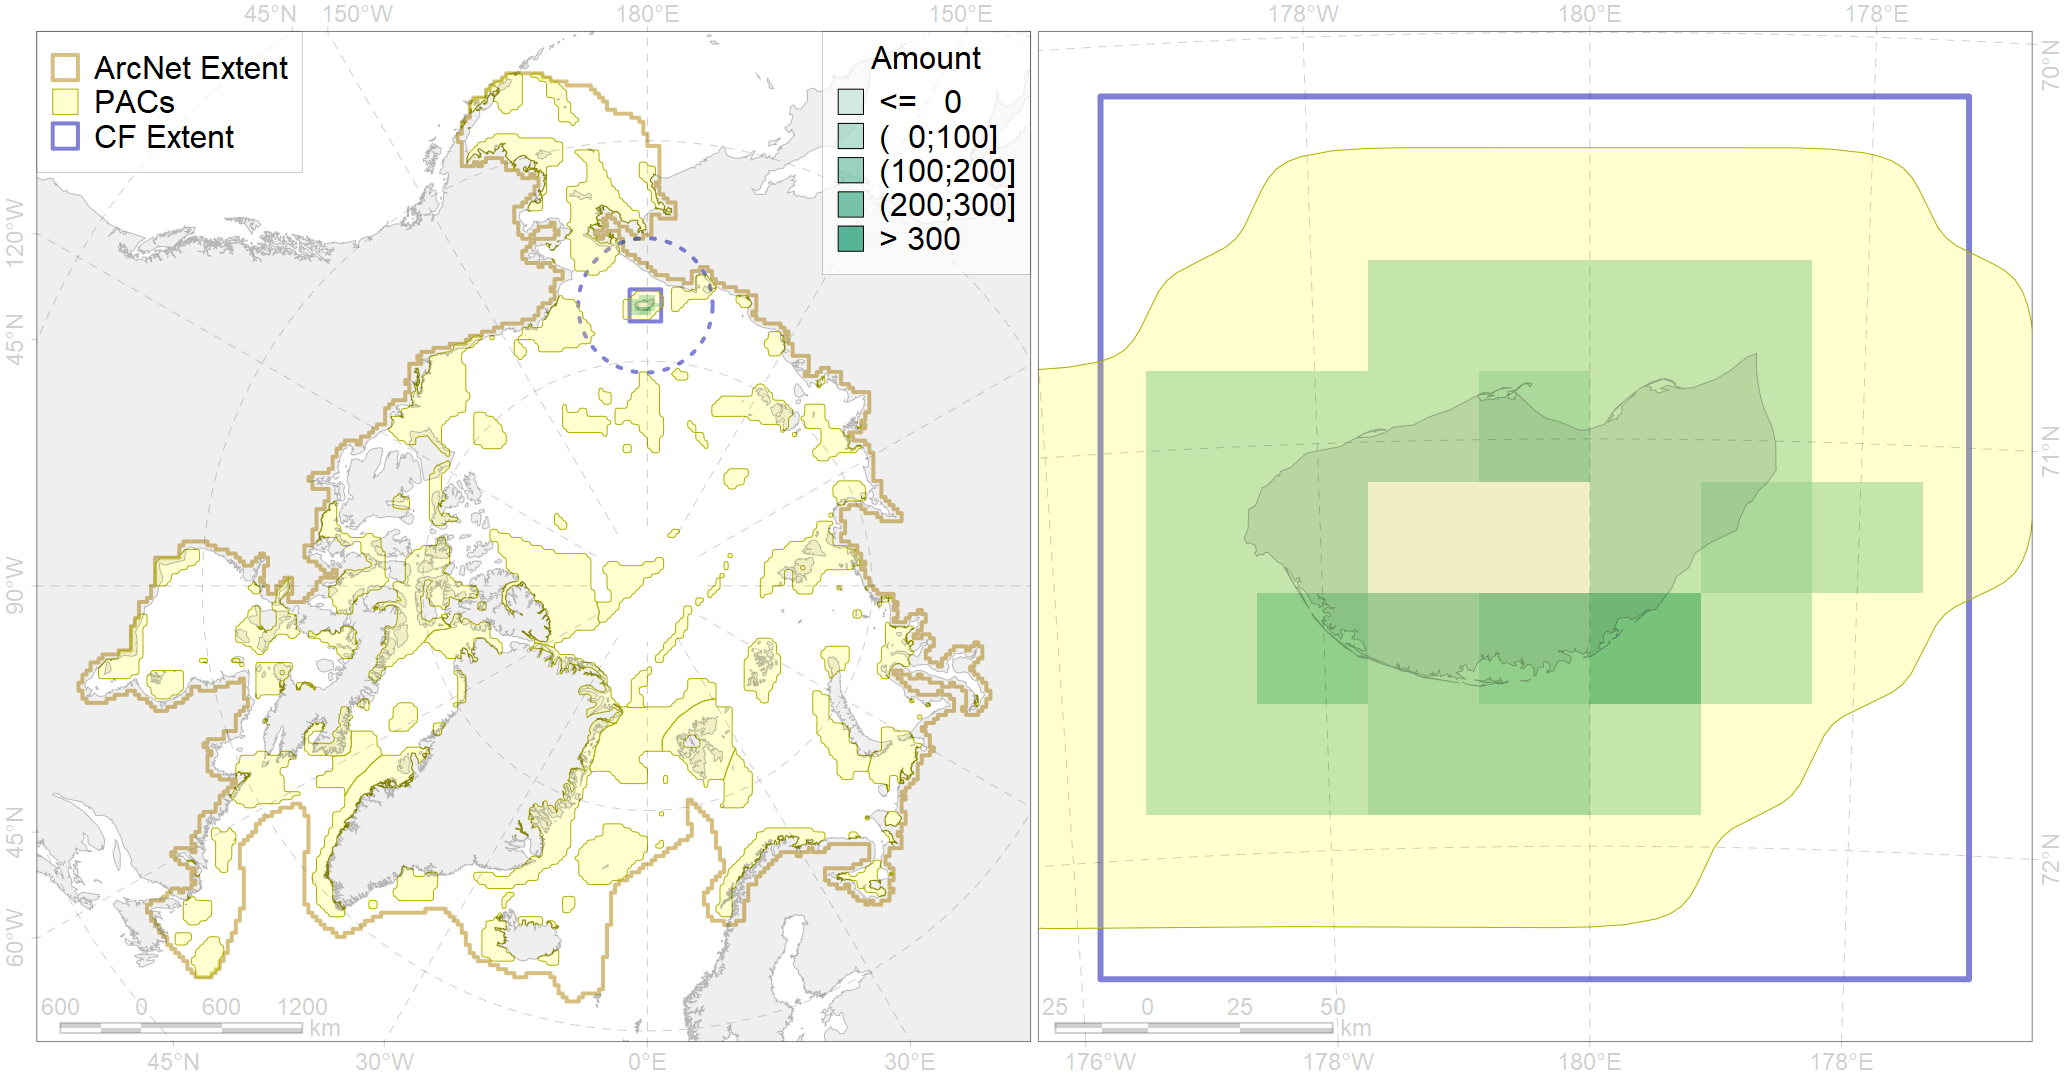 45°N 150°W 180°E 150°E 178°W 180°E 178°E
ArcNet Extent
PACs
CF Extent
Amount
<= 0
( 0;100]
(100;200]
(200;300]
> 300
120°W
45°N
90°W
45°N
60°W
70°N
71°N
72°N
600 0 600 1200
km
25 0 25 50
km
45°N 30°W 0°E 30°E 176°W 178°W 180°E 178°E